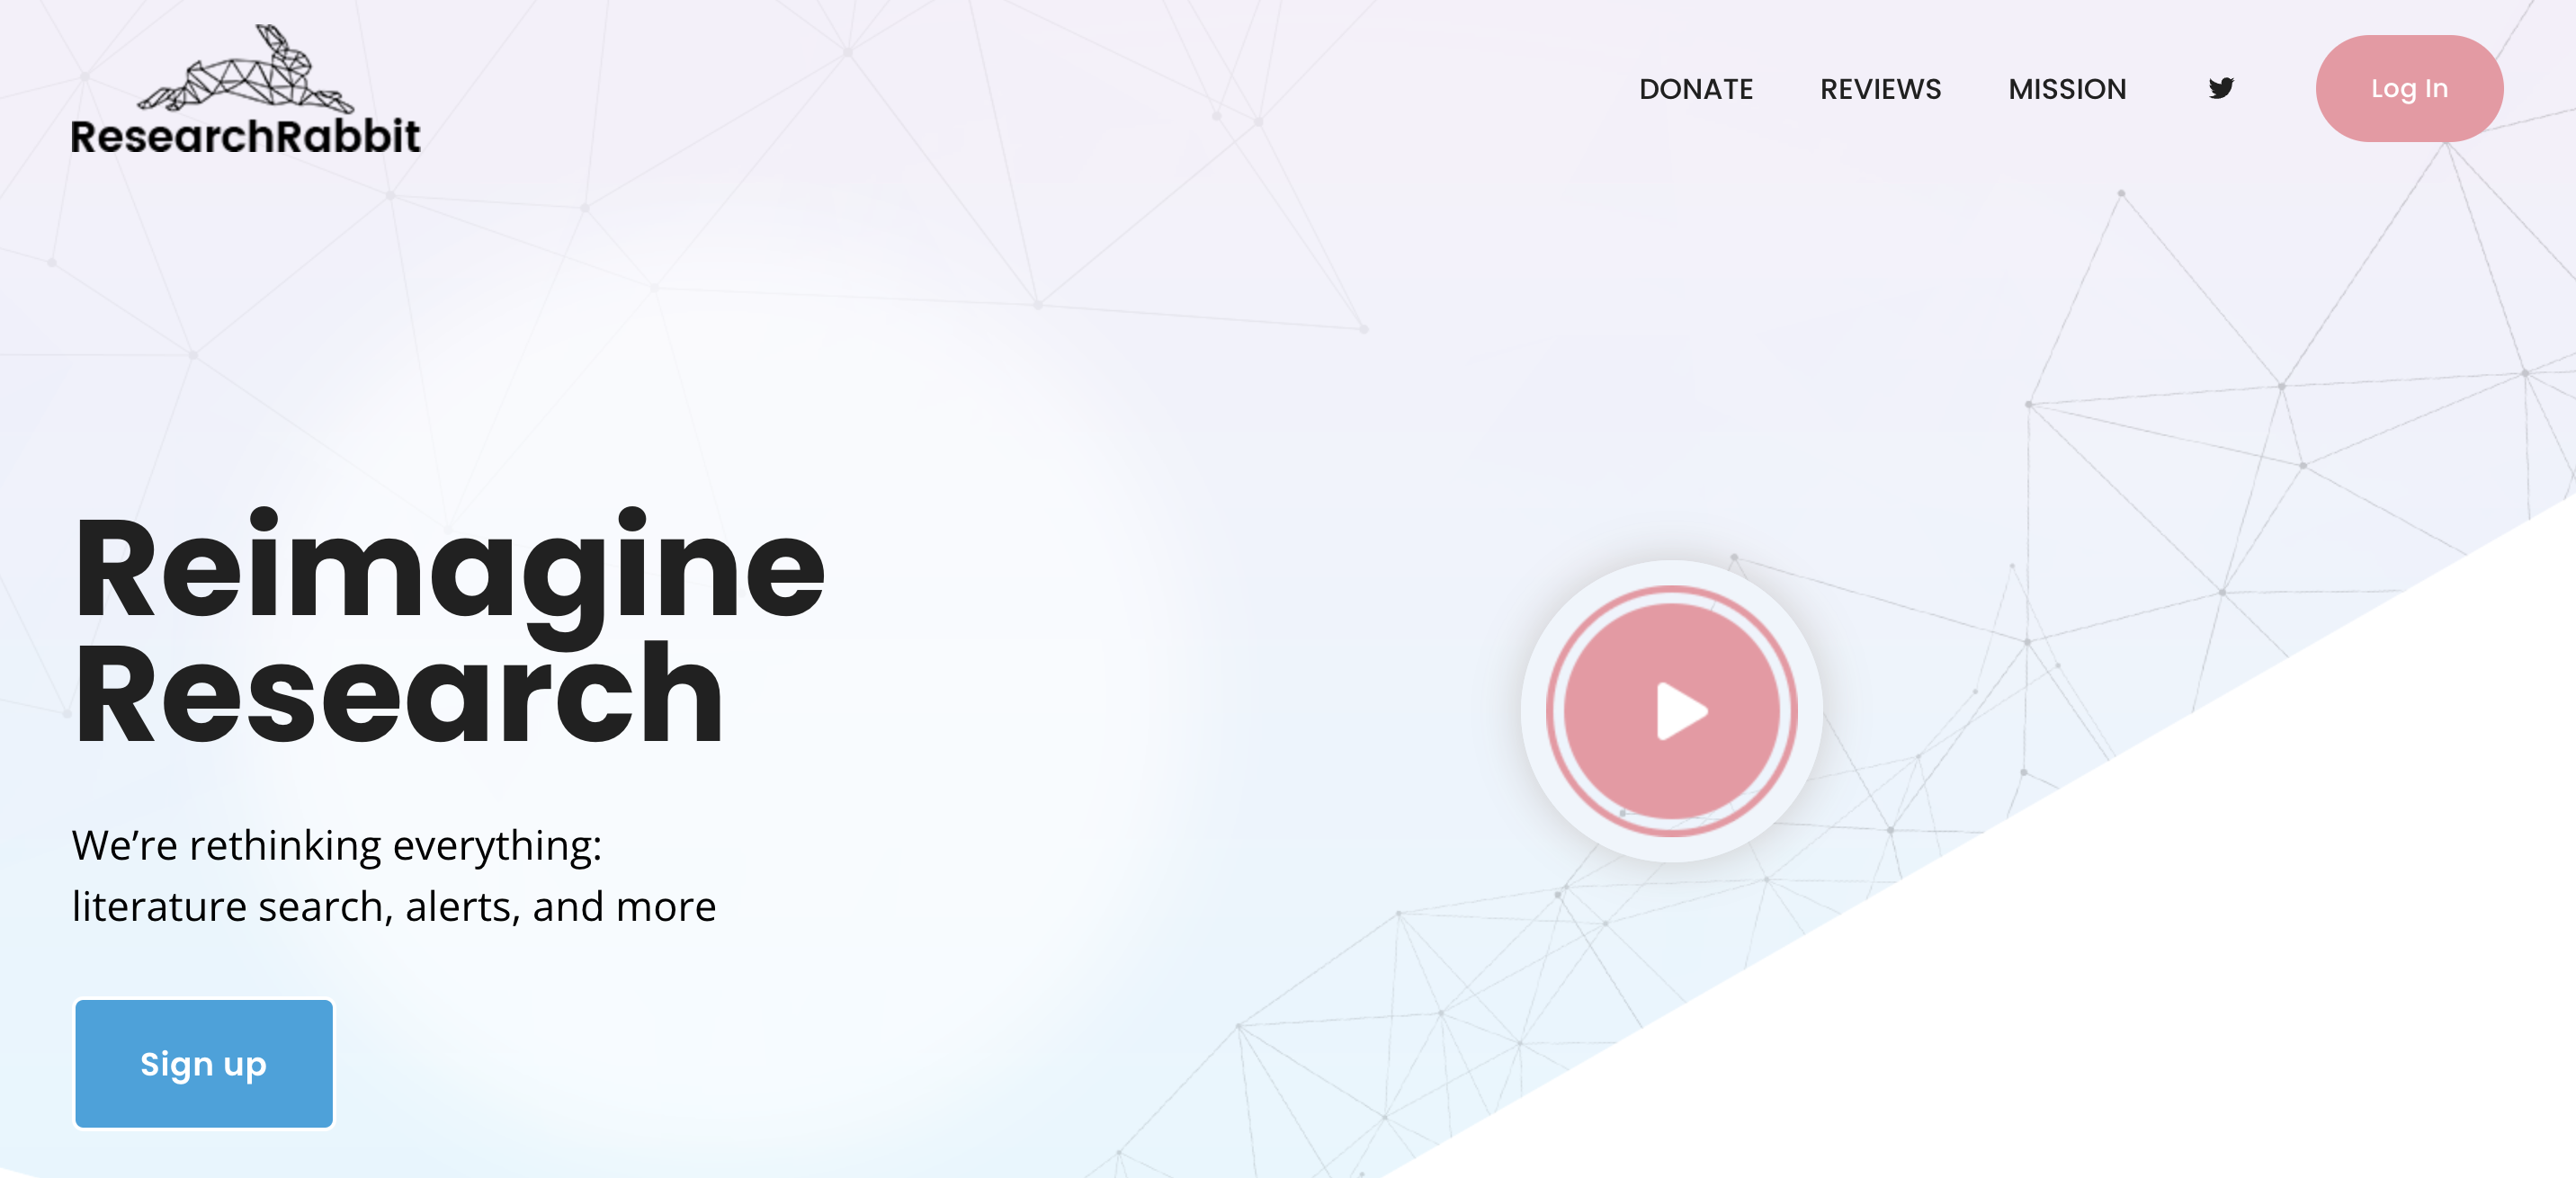 ResearchRabbit
DONATE REVIEWS MISSION Log In
Reimagine
Research
We’re rethinking everything:
literature search, alerts, and more
Sign up